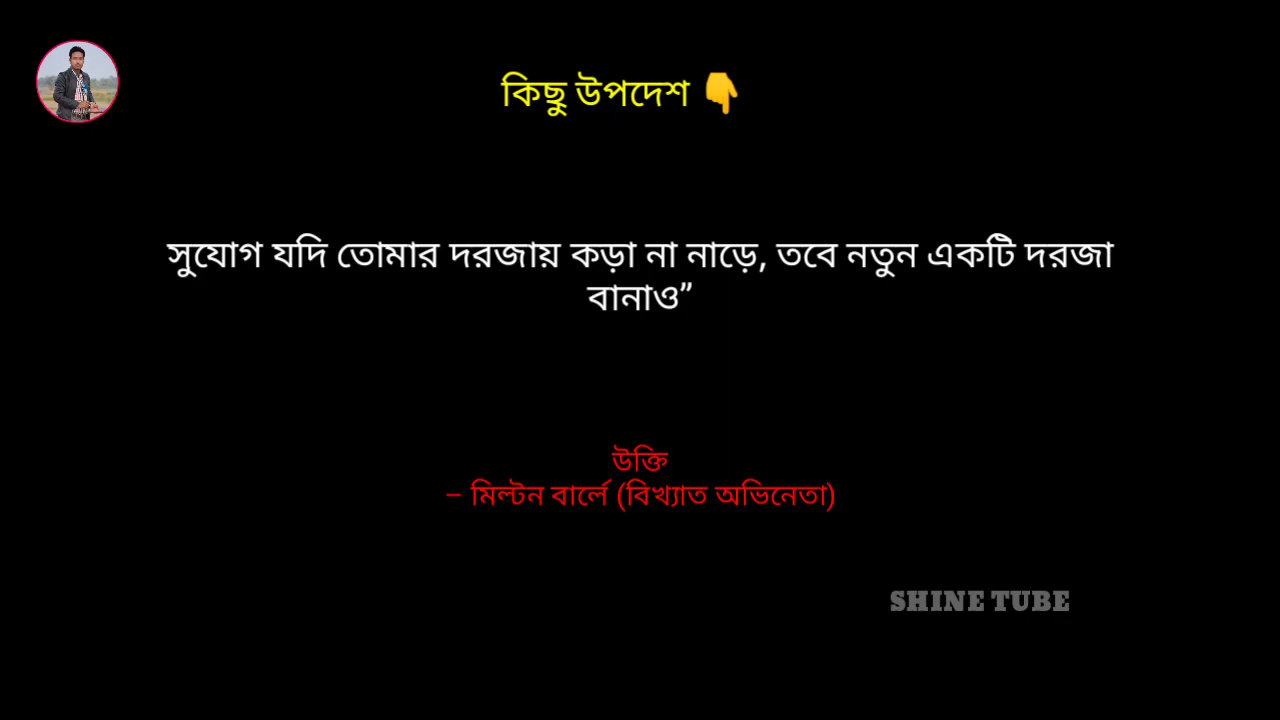 কিছু উপদেশ 👇
সুযোগ যদি তোমার দরজায় কড়া না নাড়ে, তবে নতুন একটি দরজা
বানাও”
উক্তি
– মিল্টন বার্লে (বিখ্যাত অভিনেতা)
SHINE TUBE